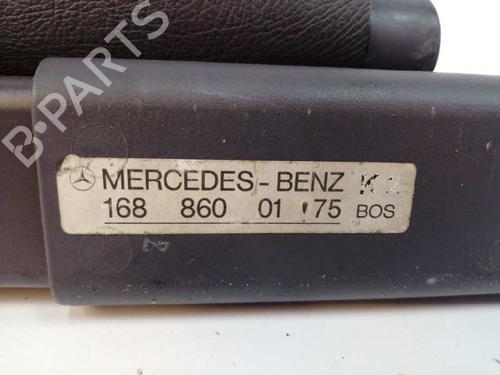 B-PARTS
MERCEDES-BENZ K
168 860 01 75 BOS